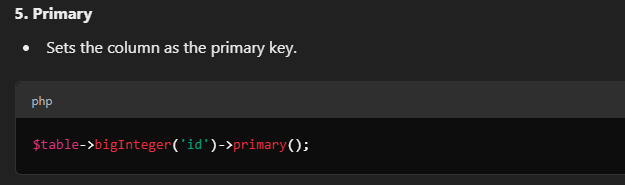 5. Primary
• Sets the column as the primary key.
php
$table->bigInteger('id')->primary();